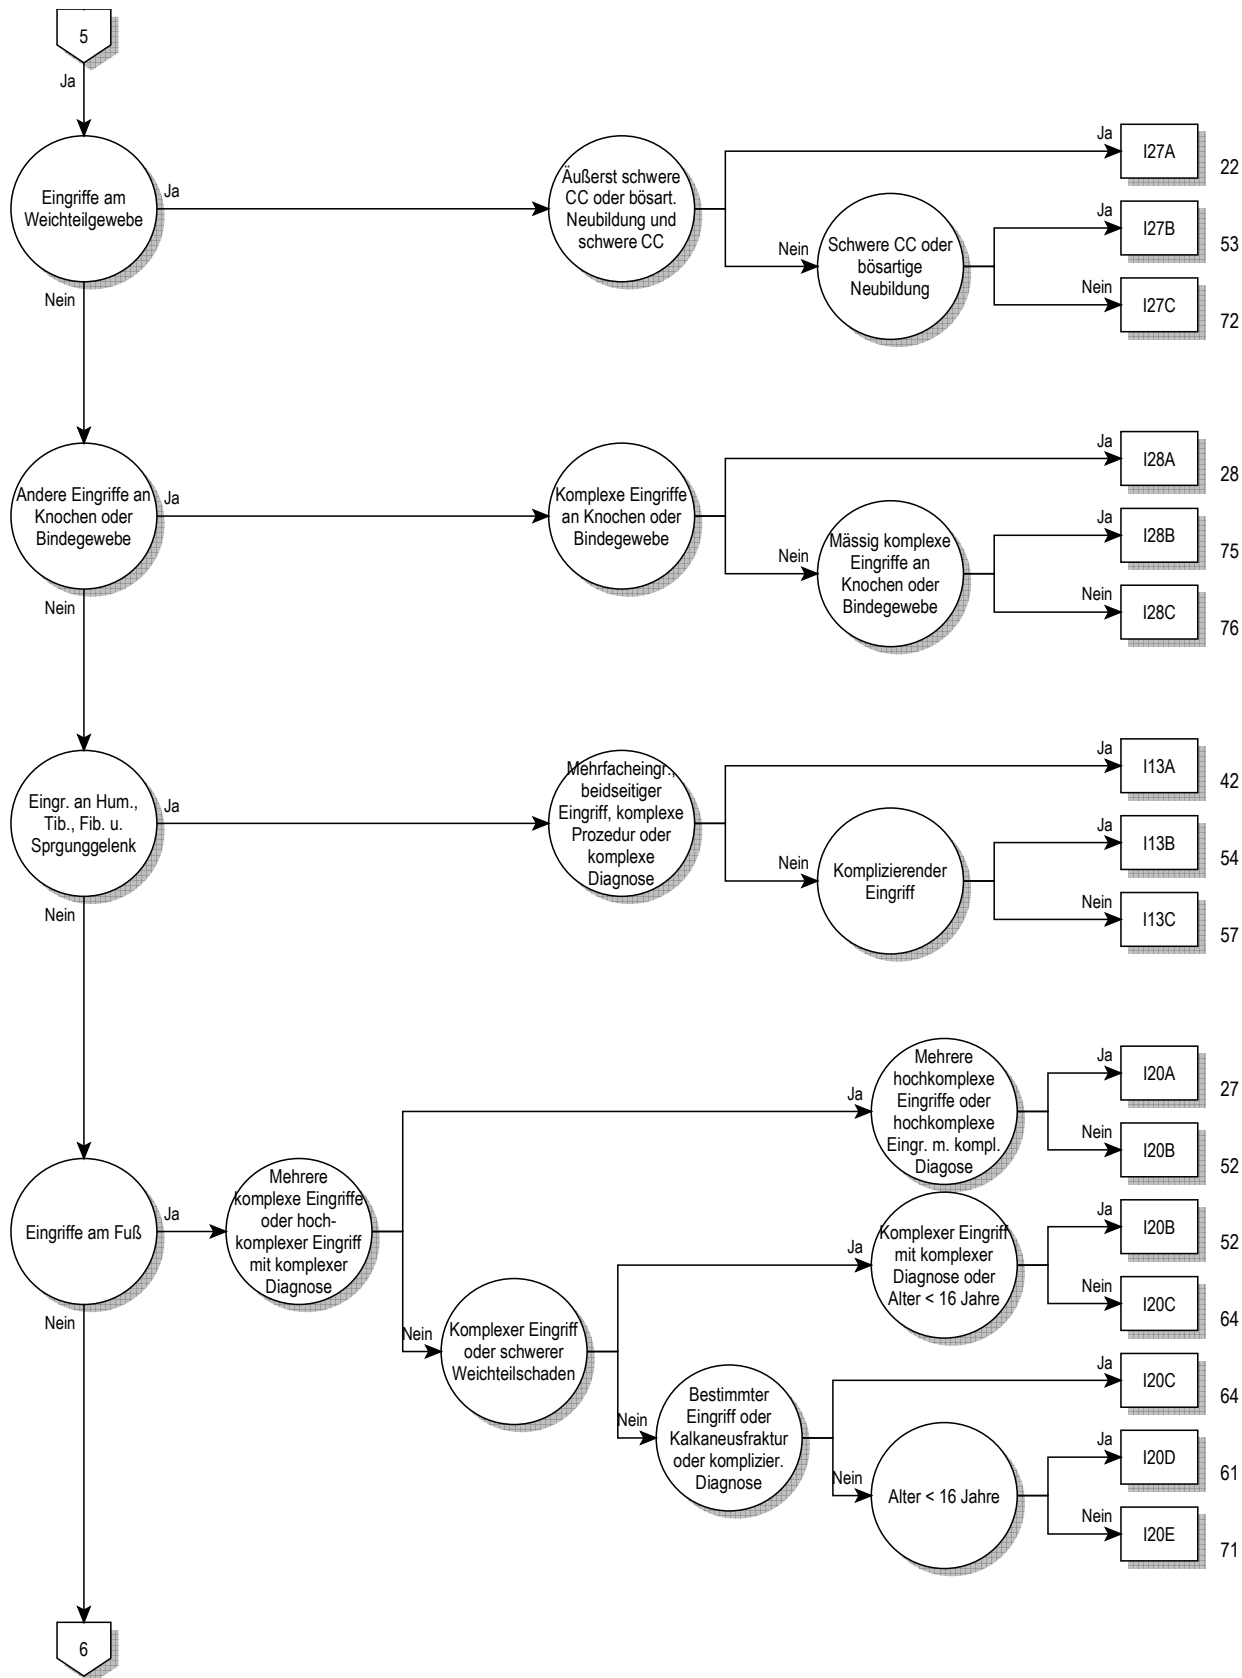 5
Ja
Eingriffe am
Weichteilgewebe
Ja
Nein
Äußerst schwere
CC oder bösart.
Neubildung und
schwere CC
Nein
Schwere CC oder
bösartige
Neubildung
Ja
I27A
22
Ja
I27B
53
Nein
I27C
72
Andere Eingriffe an
Knochen oder
Bindegewebe
Ja
Nein
Komplexe Eingriffe
an Knochen oder
Bindegewebe
Nein
Mässig komplexe
Eingriffe an
Knochen oder
Bindegewebe
Ja
I28A
28
Ja
I28B
75
Nein
I28C
76
Eingr. an Hum.,
Tib., Fib. u.
Sprgunggelenk
Ja
Nein
Mehrfacheingr.,
beidseitiger
Eingriff, komplexe
Prozedur oder
komplexe
Diagnose
Nein
Komplizierender
Eingriff
Ja
I13A
42
Ja
I13B
54
Nein
I13C
57
Eingriffe am Fuß
Ja
Nein
Mehrere
komplexe Eingriffe
oder hoch-
komplexer Eingriff
mit komplexer
Diagnose
Ja
Mehrere
hochkomplexe
Eingriffe oder
hochkomplexe
Eingr. m. kompl.
Diagose
Ja
I20A
27
Nein
I20B
52
Nein
Komplexer Eingriff
oder schwerer
Weichteilschaden
Ja
Komplexer Eingriff
mit komplexer
Diagnose oder
Alter < 16 Jahre
Ja
I20B
52
Nein
I20C
64
Nein
Bestimmter
Eingriff oder
Kalkaneusfraktur
oder komplizier.
Diagnose
Ja
I20C
64
Nein
Alter < 16 Jahre
Ja
I20D
61
Nein
I20E
71
6